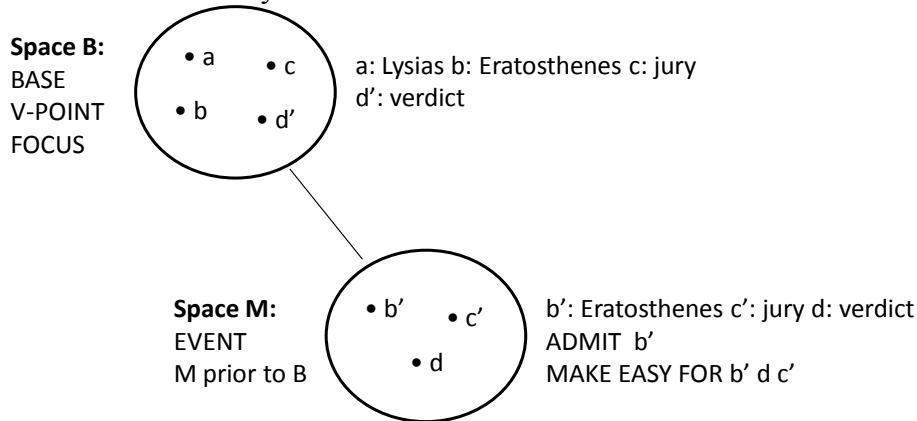 Space B:
BASE
V-POINT
FOCUS
• a
• c
• b
• d’
a: Lysias b: Eratosthenes c: jury
d’: verdict
Space M:
EVENT
M prior to B
• b’
• c’
• d
b’: Eratosthenes c’: jury d: verdict
ADMIT b’
MAKE EASY FOR b’ d c’